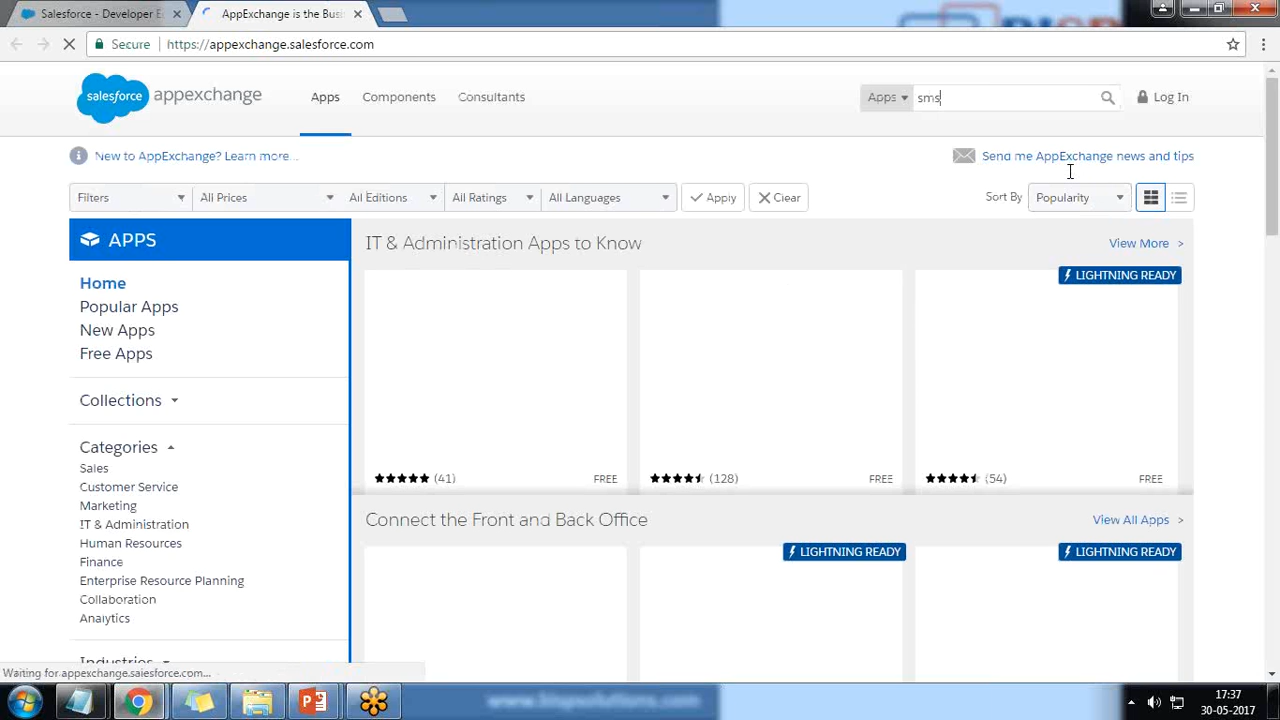 Salesforce - Developer E
AppExchange is the Busi
Secure
https://appexchange.salesforce.com
salesforce
appexchange
Apps
Components
Consultants
Apps
sms
Log In
New to AppExchange? Learn more...
Send me AppExchange news and tips
Filters
All Prices
All Editions
All Ratings
All Languages
Apply
Clear
Sort By
Popularity
APPS
Home
Popular Apps
New Apps
Free Apps
Collections
Categories
Sales
Customer Service
Marketing
IT & Administration
Human Resources
Finance
Enterprise Resource Planning
Collaboration
Analytics
Industries
IT & Administration Apps to Know
View More >
LIGHTNING READY
(41)
FREE
(128)
FREE
(54)
FREE
Connect the Front and Back Office
View All Apps >
LIGHTNING READY
LIGHTNING READY
Waiting for appexchange.salesforce.com...
www.bispsolutions.com
17:37
30-05-2017